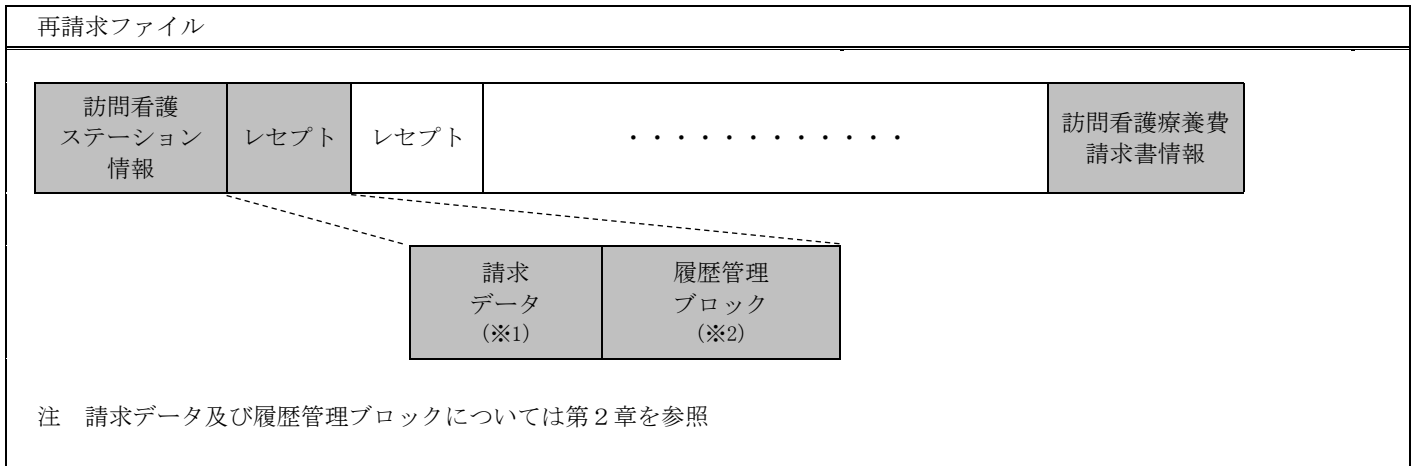 再請求ファイル
訪問看護
ステーション
情報
レセプト
レセプト
・・・・・・・・・・・・
訪問看護療養費
請求書情報
請求
データ
(※1)
履歴管理
ブロック
(※2)
注　請求データ及び履歴管理ブロックについては第２章を参照